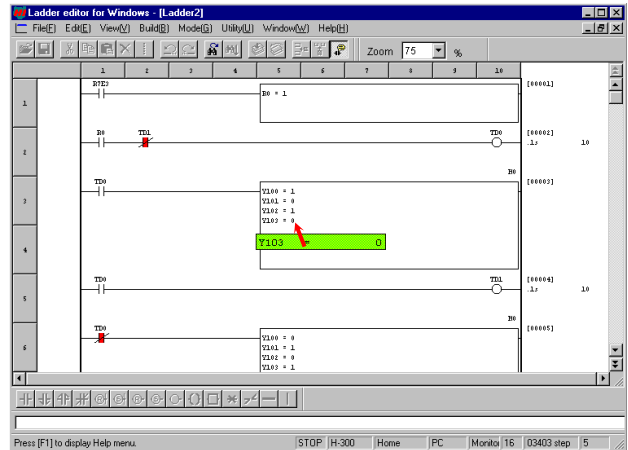 Ladder editor for Windows - [Ladder2]
File(F) Edit(E) View(V) Build(B) Mode(G) Utility(U) Window(W) Help(H)
Zoom 75 %
1 2 3 4 5 6 7 8 9 10
1
R7E3
R0 = 1
[00001]
2
R0 TD1 TD0
[00002]
.1s 10
R0
3
TD0
Y100 = 1
Y101 = 0
Y102 = 1
Y103 = 0
[00003]
4
Y103 = 0
5
TD0 TD1
[00004]
.1s 10
R0
6
TD0
Y100 = 0
Y101 = 1
Y102 = 0
Y103 = 1
[00005]
Press [F1] to display Help menu. STOP H-300 Home PC Monitor 16 03403 step 5